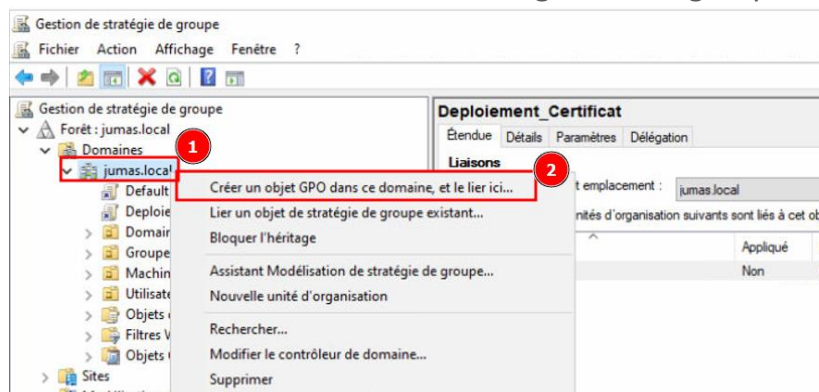 Gestion de stratégie de groupe
Fichier Action Affichage Fenêtre ?
Gestion de stratégie de groupe
Forêt : jumas.local
Domaines
1
jumas.local
Default
Deploie
Domair
Groupe
Machin
Utilisate
Objets
Filtres
Objets
Sites
Créer un objet GPO dans ce domaine, et le lier ici...
2
Lier un objet de stratégie de groupe existant...
Bloquer l'héritage
Assistant Modélisation de stratégie de groupe...
Nouvelle unité d'organisation
Rechercher...
Modifier le contrôleur de domaine...
Supprimer
Deploiement_Certificat
Étendue Détails Paramètres Délégation
Liaisons
t emplacement : jumas.local
nités d'organisation suivants sont liés à cet ob
Appliqué
Non